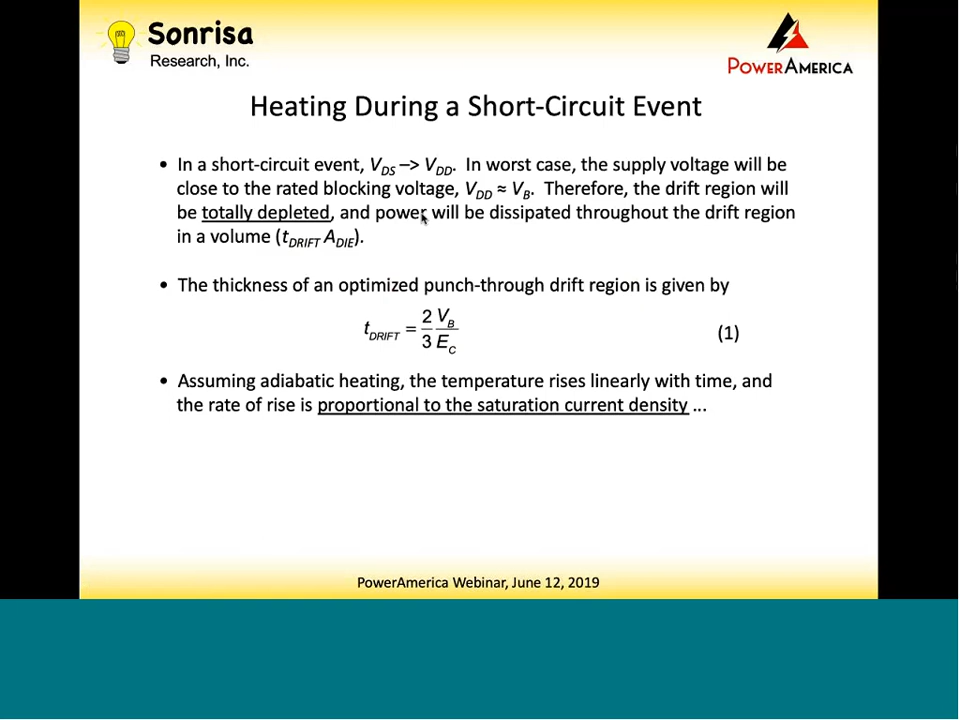 Sonrisa
Research, Inc.
POWERAMERICA
Heating During a Short-Circuit Event
• In a short-circuit event, VDS –> VDD. In worst case, the supply voltage will be
close to the rated blocking voltage, VDD ≈ VB. Therefore, the drift region will
be totally depleted, and power will be dissipated throughout the drift region
in a volume (tDRIFT ADIE).
• The thickness of an optimized punch-through drift region is given by
tDRIFT = 2/3 VB/EC (1)
• Assuming adiabatic heating, the temperature rises linearly with time, and
the rate of rise is proportional to the saturation current density ...
PowerAmerica Webinar, June 12, 2019